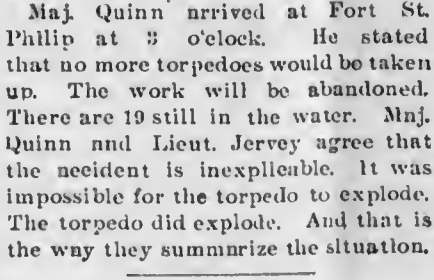 Maj. Quinn arrived at Fort St.
Philip at 3 o'clock. He stated
that no more torpedoes would be taken
up. The work will be abandoned.
There are 19 still in the water. Maj.
Quinn and Lieut. Jervey agree that
the accident is inexplicable. It was
impossible for the torpedo to explode.
The torpedo did explode. And that is
the way they summarize the situation.